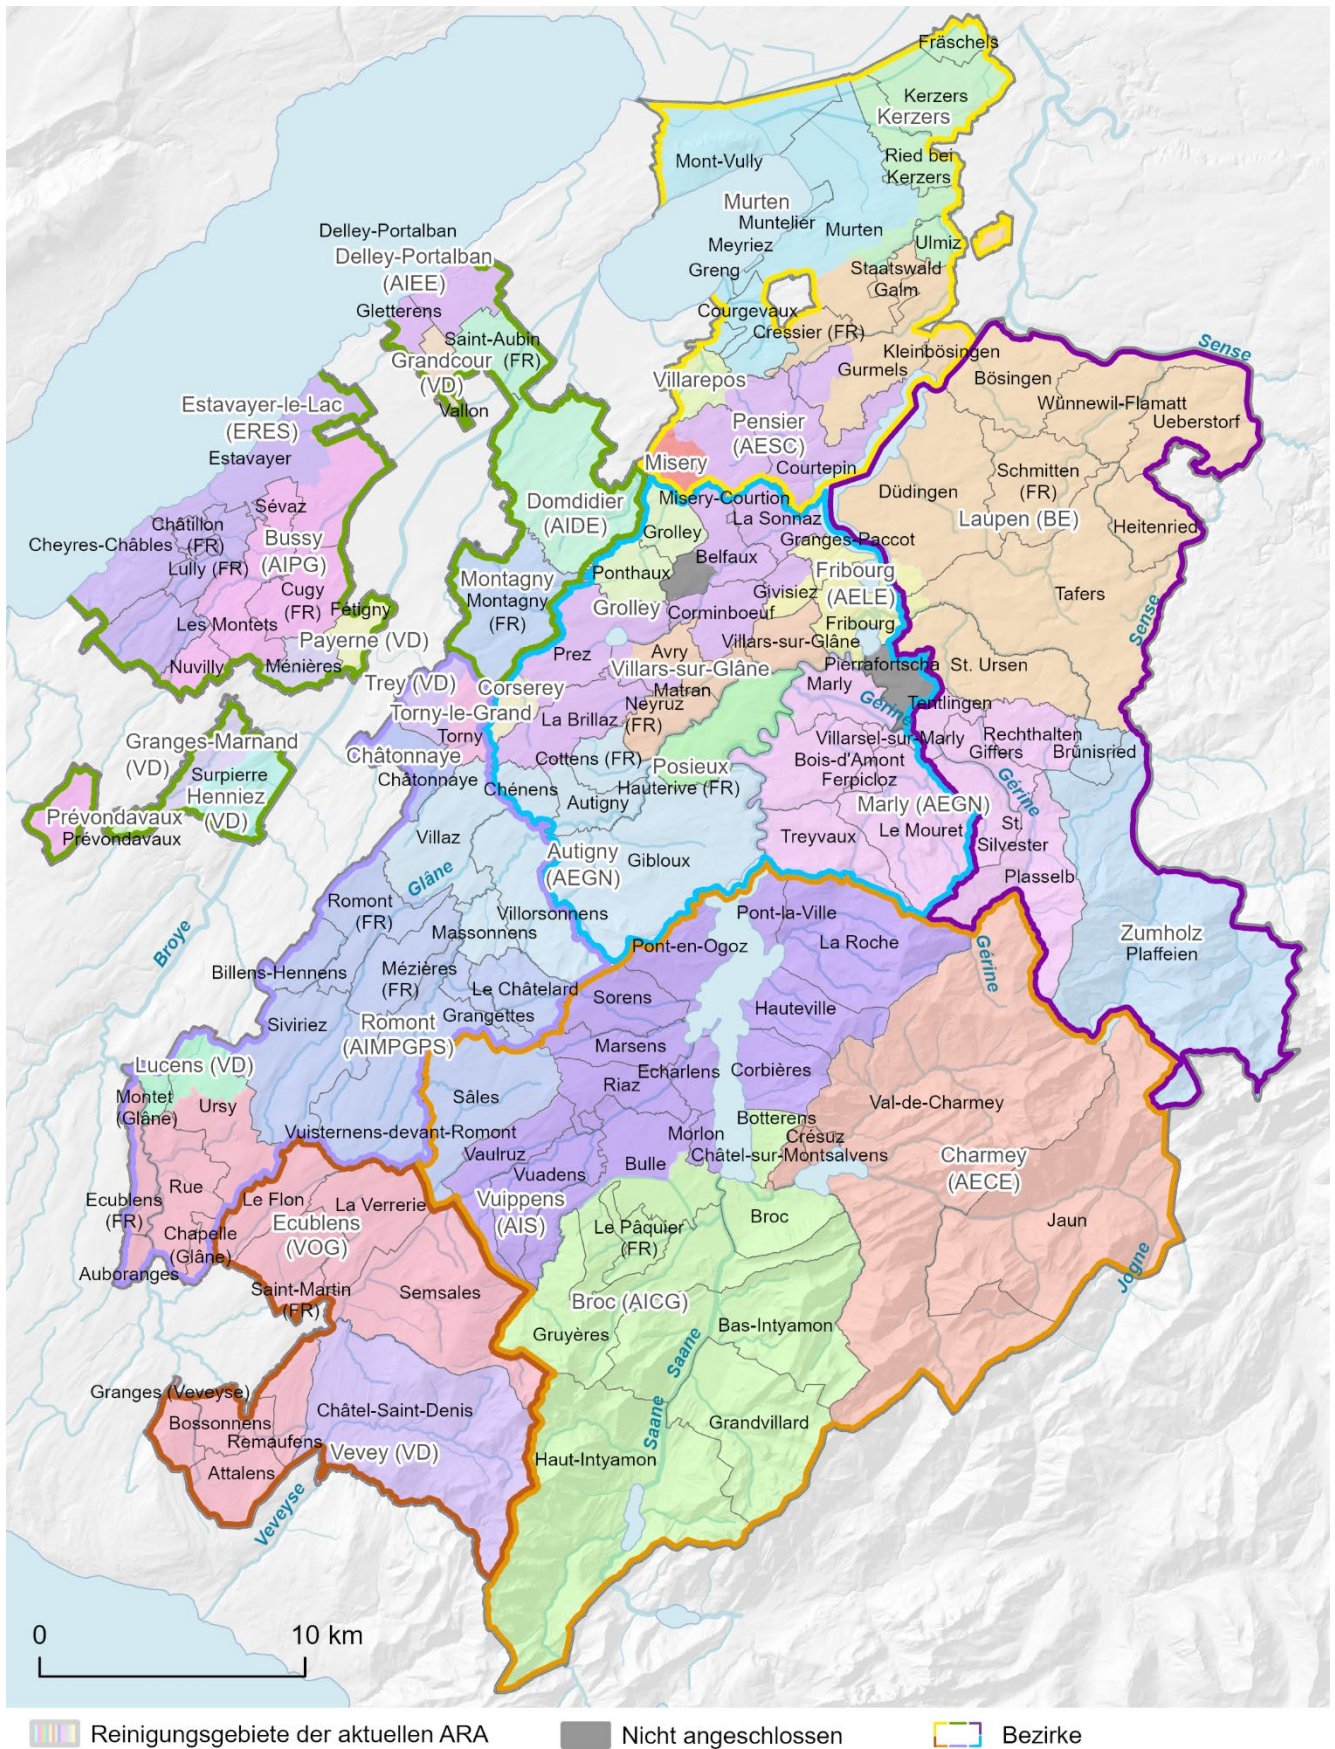 Fräschels
Kerzers
Kerzers
Mont-Vully
Ried bei
Kerzers
Murten
Muntelier
Murten
Meyriez
Ulmiz
Greng
Staatswald
Galm
Delley-Portalban
Delley-Portalban
(AIEE)
Gletterens
Saint-Aubin
(FR)
Grandcour
(VD)
Vallon
Courgevaux
Cressier (FR)
Kleinbösingen
Gurmels
Villarepos
Sense
Bösingen
Wünnewil-Flamatt
Ueberstorf
Estavayer-le-Lac
(ERES)
Estavayer
Pensier
(AESC)
Misery
Courtepin
Misery-Courtion
Schmitten
(FR)
Düdingen
Laupen (BE)
Heitenried
Sévaz
Châtillon
(FR)
Bussy
(AIPG)
Cheyres-Châbles
Lully (FR)
Cugy
(FR)
Fétigny
Les Montets
Payerne (VD)
Nuvilly
Ménières
Domdidier
(AIDE)
Grolley
La Sonnaz
Granges-Paccot
Belfaux
Fribourg
(AELE)
Montagny
Montagny
(FR)
Ponthaux
Grolley
Givisiez
Corminboeuf
Fribourg
Tafers
Sense
Villars-sur-Glâne
Avry
Prez
Villars-sur-Glâne
Pierrafortscha
St. Ursen
Trey (VD)
Corserey
Matran
Marly
Tentlingen
Torny-le-Grand
Neyruz
(FR)
Gérine
La Brillaz
Torny
Villarsel-sur-Marly
Rechthalten
Giffers
Brünisried
Granges-Marnand
(VD)
Châtonnaye
Châtonnaye
Cottens (FR)
Posieux
Bois-d'Amont
Ferpicloz
Gérine
Surpierre
Henniez
(VD)
Chénens
Autigny
Hauterive (FR)
Prévondavaux
Prévondavaux
Marly (AEGN)
Villaz
Treyvaux
Le Mouret
St.
Silvester
Autigny
(AEGN)
Gibloux
Glâne
Plasselb
Romont
(FR)
Villorsonnens
Massonnens
Pont-la-Ville
Broye
Pont-en-Ogoz
La Roche
Gérine
Zumholz
Plaffeien
Billens-Hennens
Mézières
(FR)
Le Châtelard
Sorens
Hauteville
Siviriez
Romont
(AIMPGPS)
Grangettes
Marsens
Echarlens
Corbières
Lucens (VD)
Riaz
Montet
(Glâne)
Ursy
Sâles
Val-de-Charmey
Botterens
Vuisternens-devant-Romont
Morlon
Crésuz
Vaulruz
Châtel-sur-Montsalvens
Charmey
(AECE)
Bulle
Vuadens
Ecublens
(FR)
Rue
Le Flon
La Verrerie
Vuippens
(AIS)
Ecublens
(VOG)
Le Pâquier
(FR)
Broc
Jaun
Chapelle
(Glâne)
Auboranges
Saint-Martin
(FR)
Semsales
Broc (AICG)
Jogne
Gruyères
Bas-Intyamon
Saane
Granges (Veveyse)
Châtel-Saint-Denis
Bossonnens
Remaufens
Grandvillard
Saane
Vevey (VD)
Haut-Intyamon
Attalens
Veveyse
0 10 km
Reinigungsgebiete der aktuellen ARA Nicht angeschlossen Bezirke